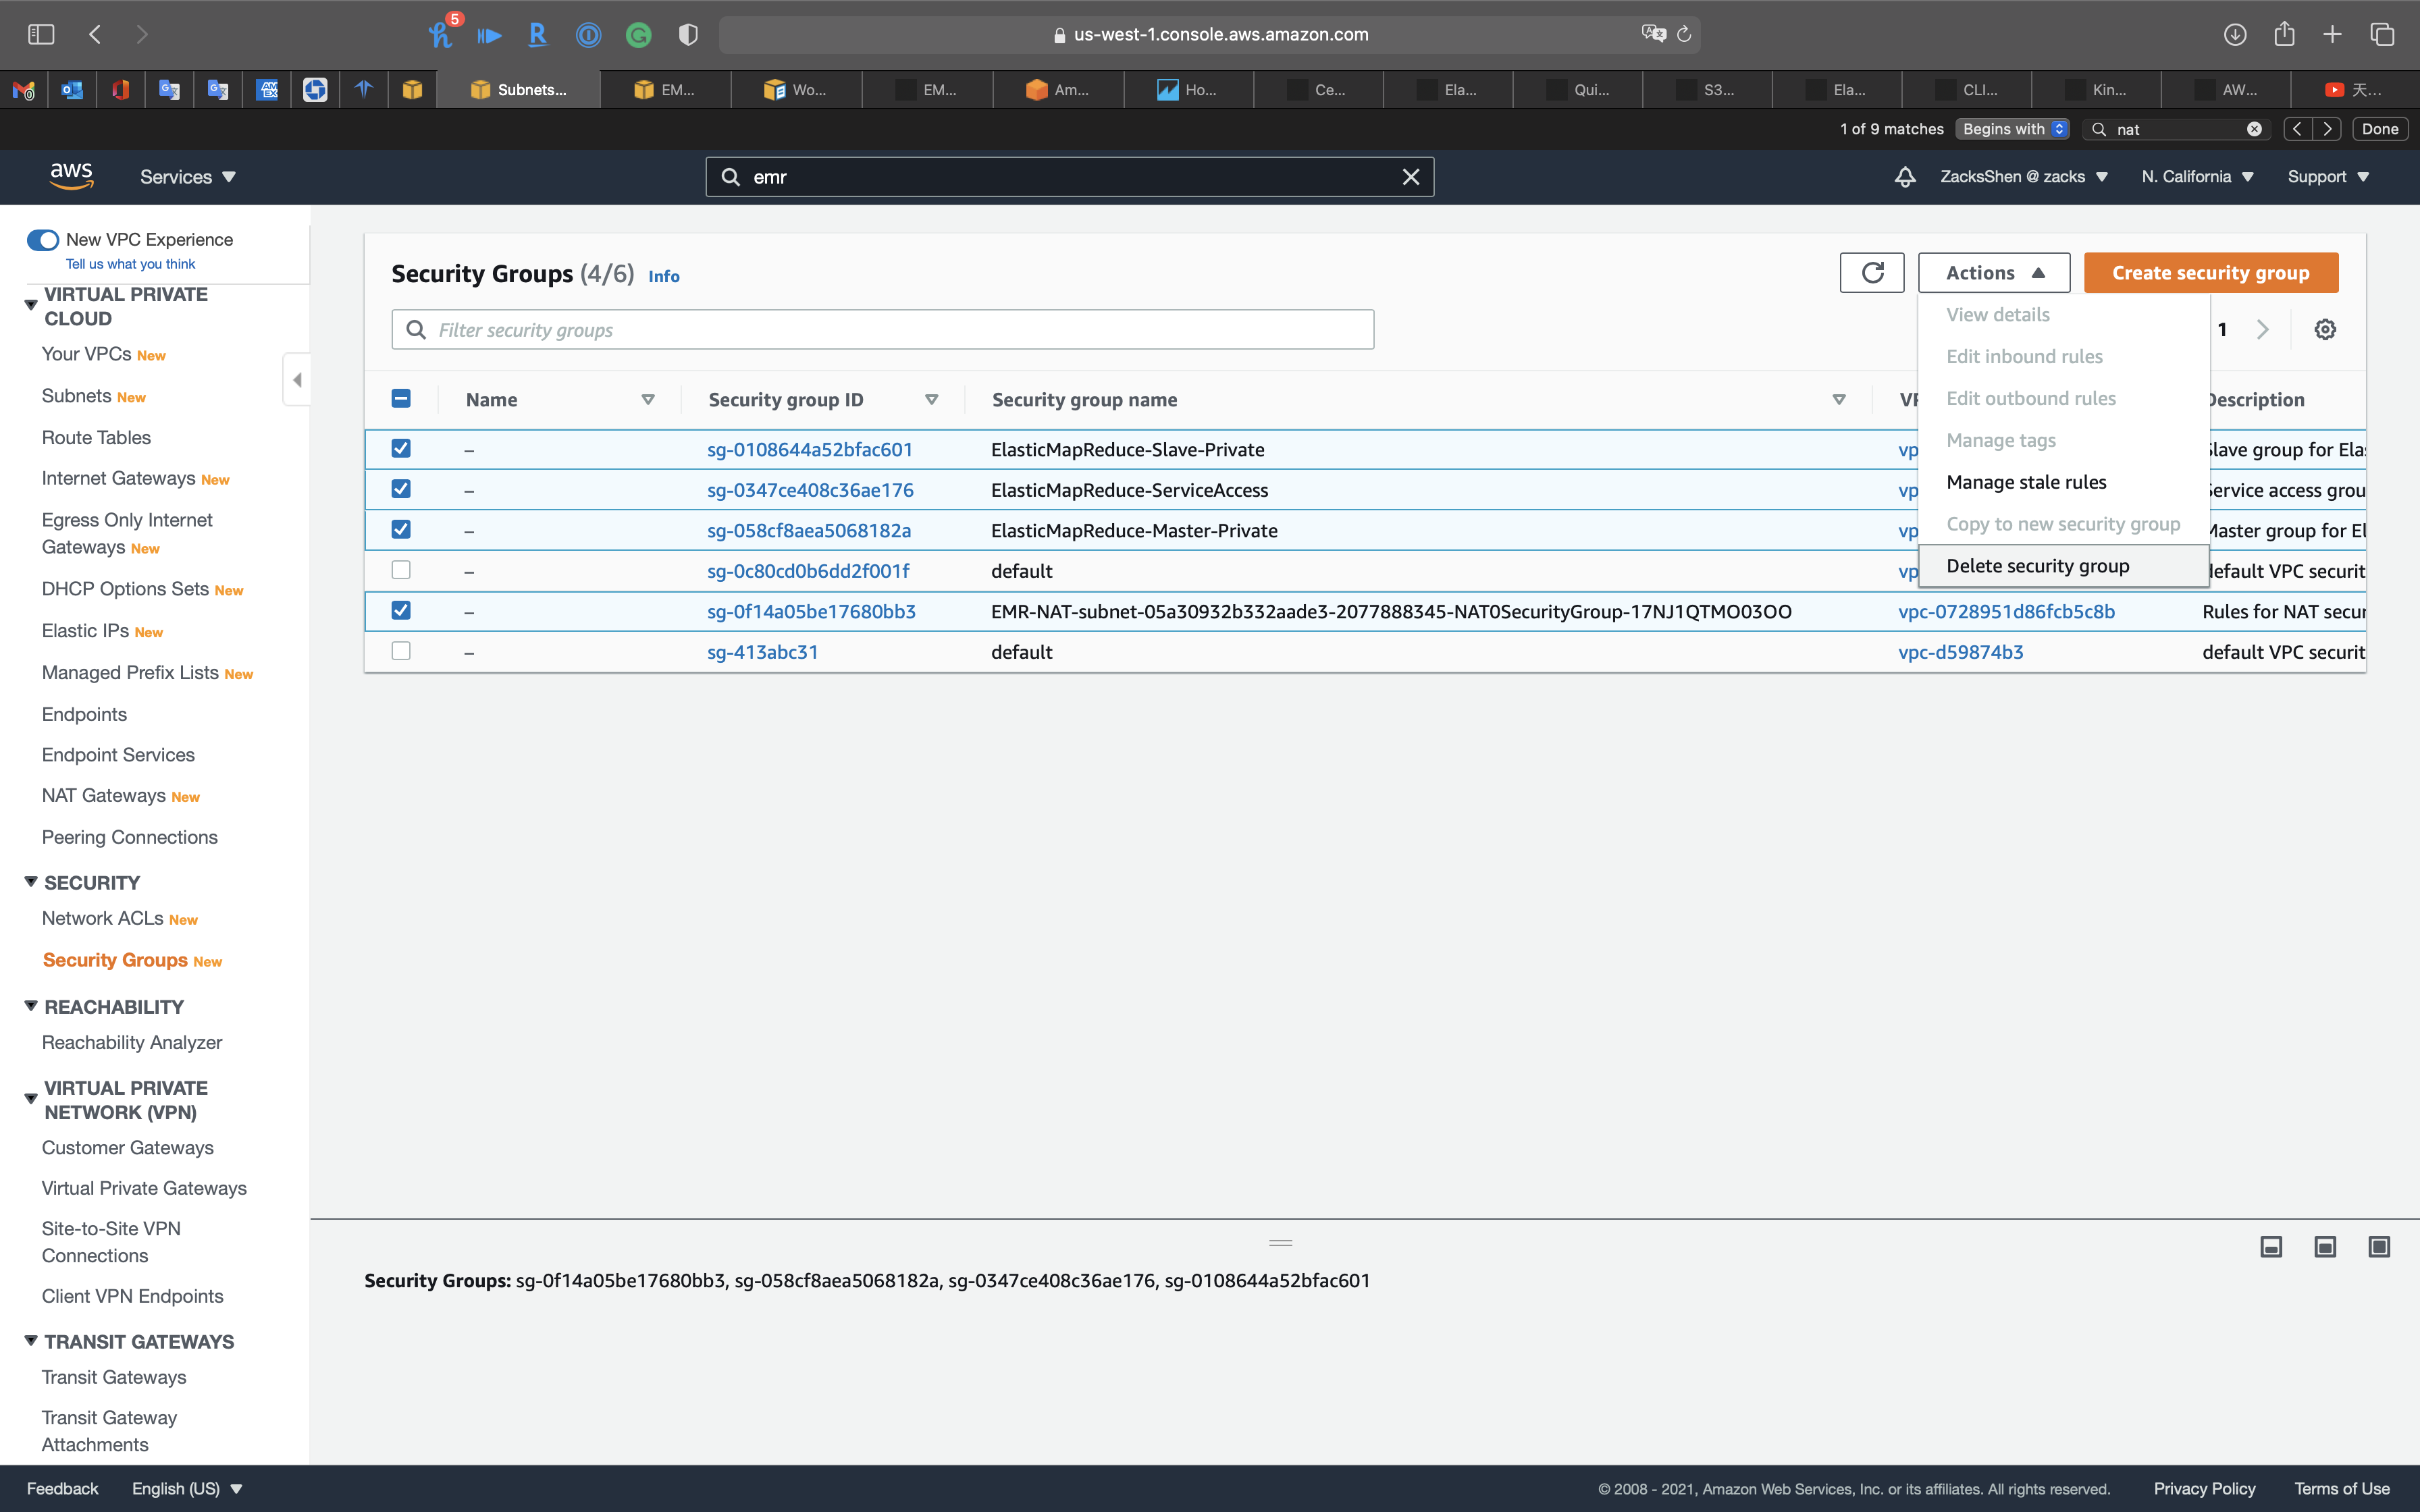 5
us-west-1.console.aws.amazon.com
Subnets...
EM...
Wo...
EM...
Am...
Ho...
Ce...
Ela...
Qui...
S3...
Ela...
CLI...
Kin...
AW...
天...
1 of 9 matches
Begins with
nat
Done
aws
Services
emr
ZacksShen @ zacks
N. California
Support
New VPC Experience
Tell us what you think
VIRTUAL PRIVATE
CLOUD
Your VPCs New
Subnets New
Route Tables
Internet Gateways New
Egress Only Internet
Gateways New
DHCP Options Sets New
Elastic IPs New
Managed Prefix Lists New
Endpoints
Endpoint Services
NAT Gateways New
Peering Connections
SECURITY
Network ACLs New
Security Groups New
REACHABILITY
Reachability Analyzer
VIRTUAL PRIVATE
NETWORK (VPN)
Customer Gateways
Virtual Private Gateways
Site-to-Site VPN
Connections
Client VPN Endpoints
TRANSIT GATEWAYS
Transit Gateways
Transit Gateway
Attachments
Security Groups (4/6) Info
Actions
Create security group
Filter security groups
1
View details
Edit inbound rules
Edit outbound rules
Manage tags
Manage stale rules
Copy to new security group
Delete security group
Name Security group ID Security group name Description
– sg-0108644a52bfac601 ElasticMapReduce-Slave-Private vp Slave group for Elas
– sg-0347ce408c36ae176 ElasticMapReduce-ServiceAccess vp Service access grou
– sg-058cf8aea5068182a ElasticMapReduce-Master-Private vp Master group for El
– sg-0c80cd0b6dd2f001f default vp default VPC securit
– sg-0f14a05be17680bb3 EMR-NAT-subnet-05a30932b332aade3-2077888345-NAT0SecurityGroup-17NJ1QTMO03OO vpc-0728951d86fcb5c8b Rules for NAT secur
– sg-413abc31 default vpc-d59874b3 default VPC securit
Security Groups: sg-0f14a05be17680bb3, sg-058cf8aea5068182a, sg-0347ce408c36ae176, sg-0108644a52bfac601
Feedback
English (US)
© 2008 - 2021, Amazon Web Services, Inc. or its affiliates. All rights reserved.
Privacy Policy
Terms of Use